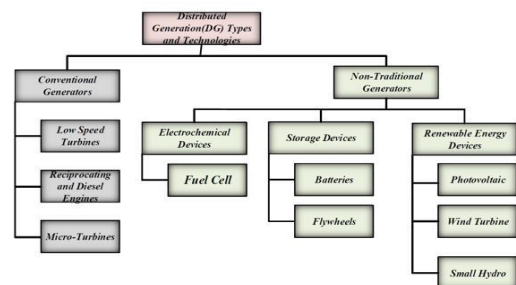 Distributed
Generation(DG) Types
and Technologies
Conventional
Generators
Non-Traditional
Generators
Low Speed
Turbines
Electrochemical
Devices
Storage Devices
Renewable Energy
Devices
Fuel Cell
Batteries
Photovoltaic
Reciprocating
and Diesel
Engines
Flywheels
Wind Turbine
Micro-Turbines
Small Hydro